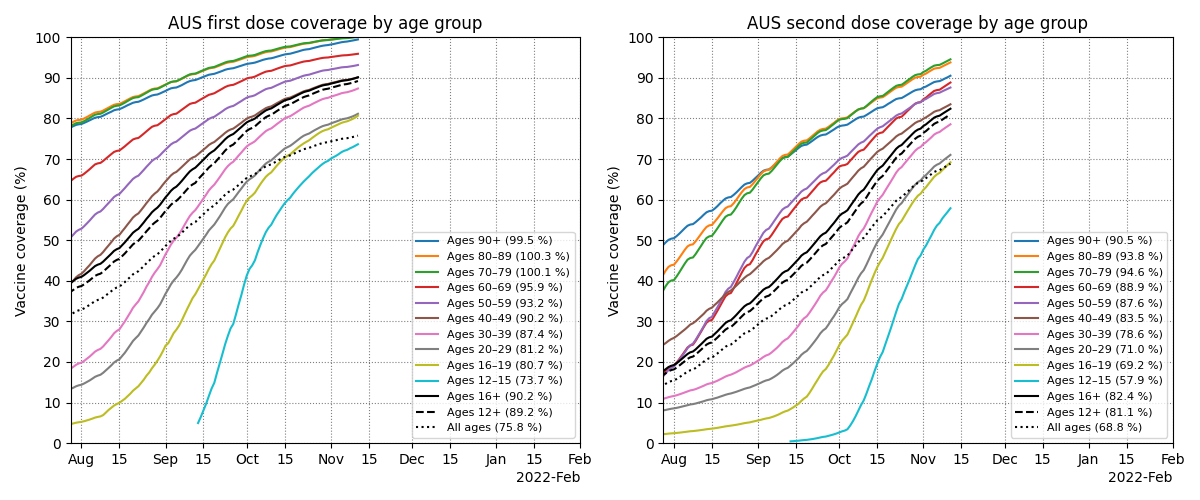 AUS first dose coverage by age group
Vaccine coverage (%)
100
90
80
70
60
50
40
30
20
10
0
Ages 90+ (99.5 %)
Ages 80–89 (100.3 %)
Ages 70–79 (100.1 %)
Ages 60–69 (95.9 %)
Ages 50–59 (93.2 %)
Ages 40–49 (90.2 %)
Ages 30–39 (87.4 %)
Ages 20–29 (81.2 %)
Ages 16–19 (80.7 %)
Ages 12–15 (73.7 %)
Ages 16+ (90.2 %)
Ages 12+ (89.2 %)
All ages (75.8 %)
Aug 15 Sep 15 Oct 15 Nov 15 Dec 15 Jan 15 Feb
2022-Feb
AUS second dose coverage by age group
Vaccine coverage (%)
100
90
80
70
60
50
40
30
20
10
0
Ages 90+ (90.5 %)
Ages 80–89 (93.8 %)
Ages 70–79 (94.6 %)
Ages 60–69 (88.9 %)
Ages 50–59 (87.6 %)
Ages 40–49 (83.5 %)
Ages 30–39 (78.6 %)
Ages 20–29 (71.0 %)
Ages 16–19 (69.2 %)
Ages 12–15 (57.9 %)
Ages 16+ (82.4 %)
Ages 12+ (81.1 %)
All ages (68.8 %)
Aug 15 Sep 15 Oct 15 Nov 15 Dec 15 Jan 15 Feb
2022-Feb